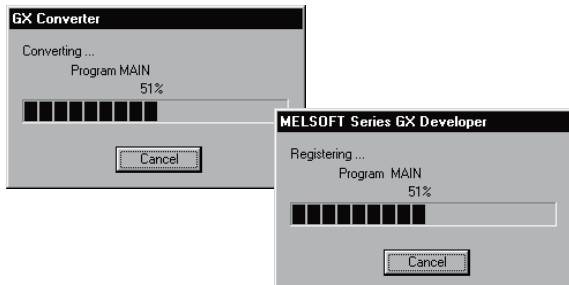 GX Converter
Converting ...
Program MAIN
51%
Cancel
MELSOFT Series GX Developer
Registering ...
Program MAIN
51%
Cancel